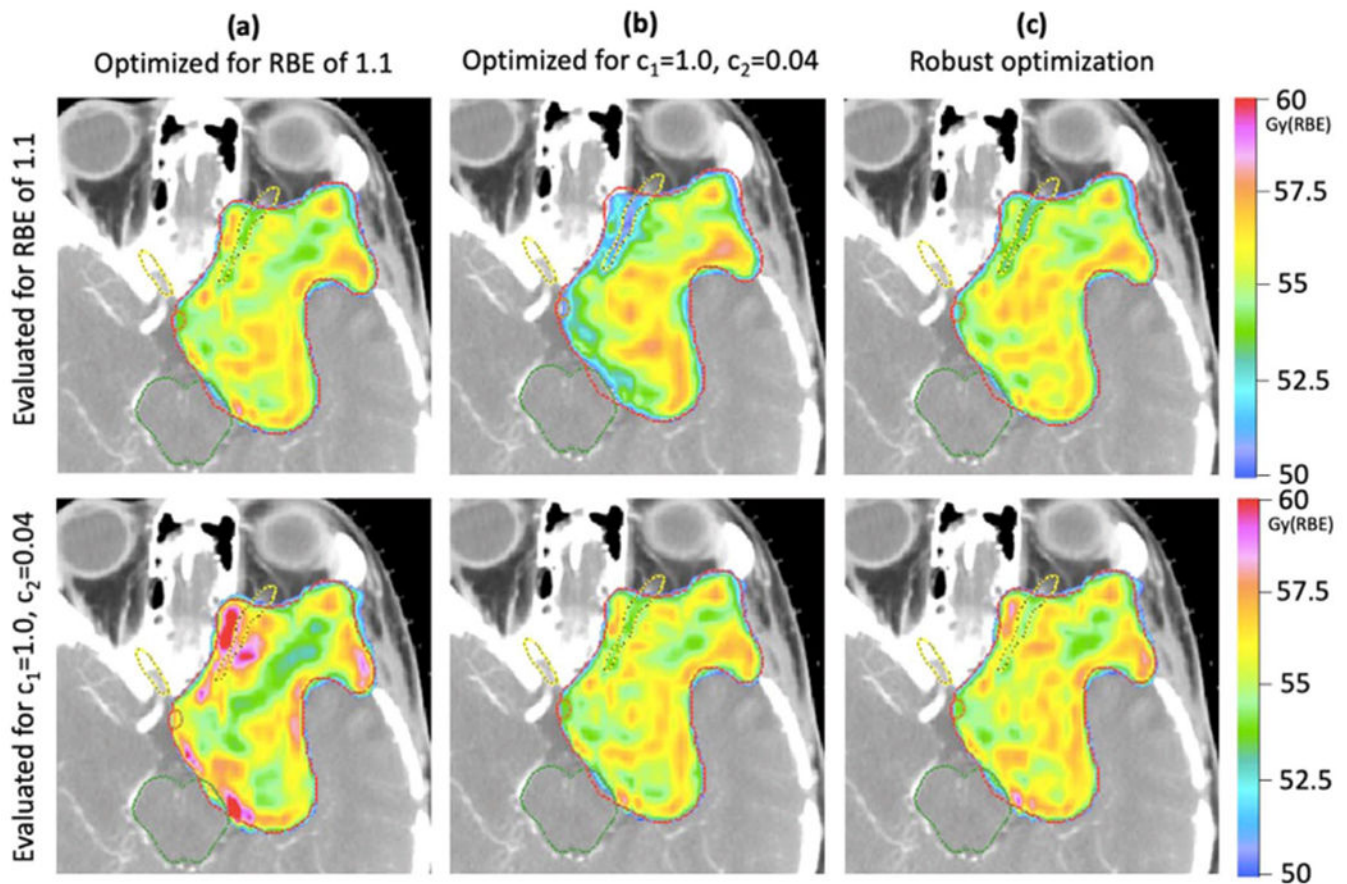 (a)
Optimized for RBE of 1.1
(b)
Optimized for c₁=1.0, c₂=0.04
(c)
Robust optimization
Evaluated for RBE of 1.1
60
Gy(RBE)
57.5
55
52.5
50
Evaluated for c₁=1.0, c₂=0.04
60
Gy(RBE)
57.5
55
52.5
50